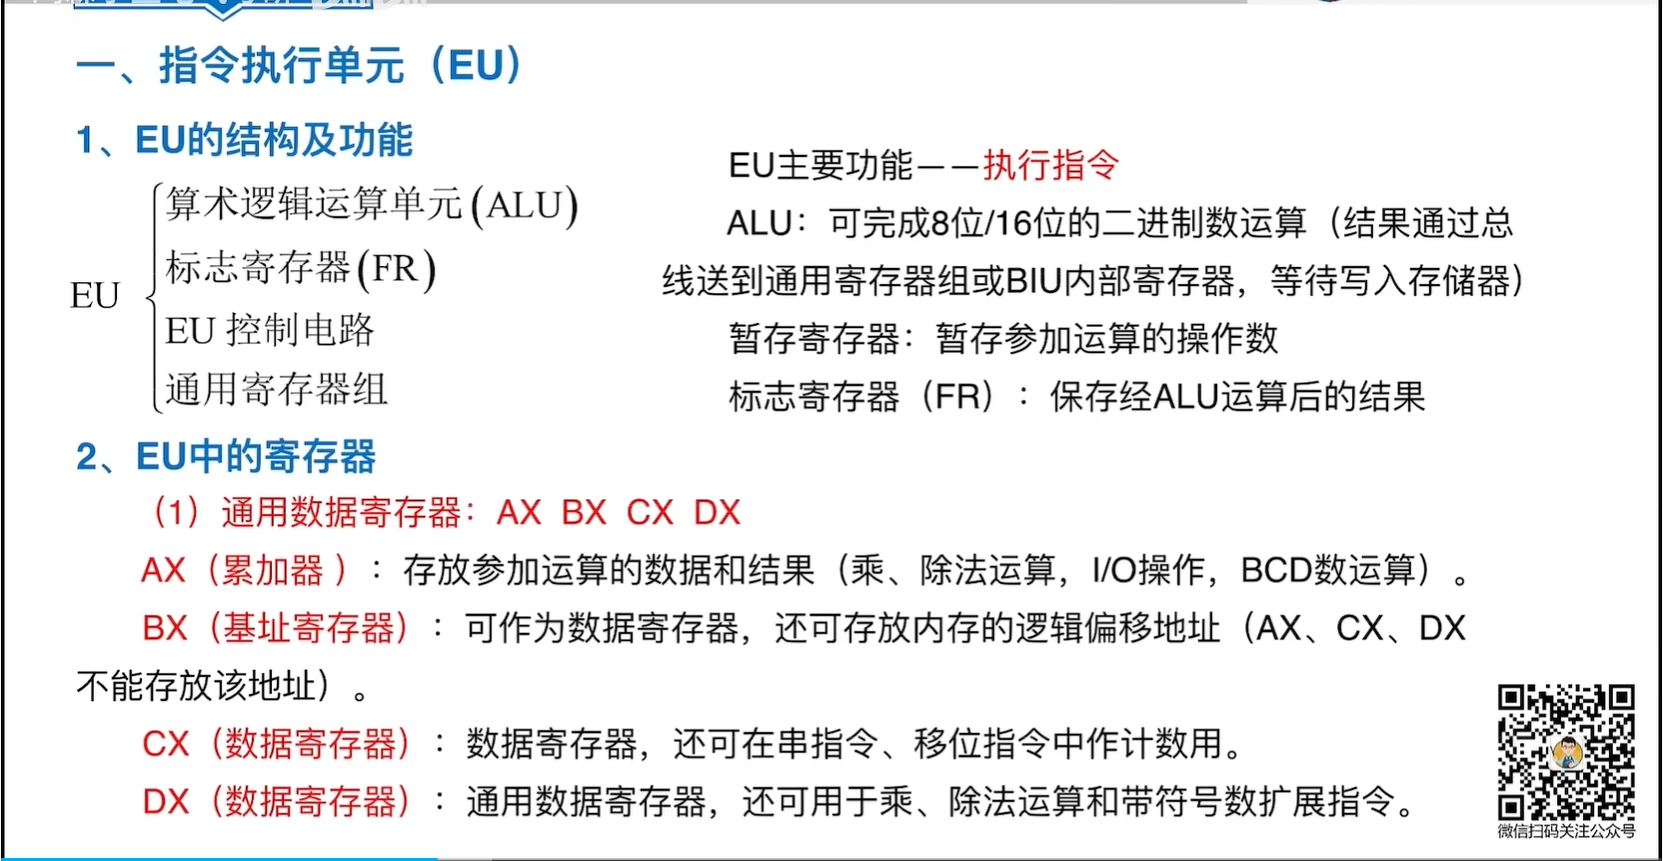 一、指令执行单元（EU）
1、EU的结构及功能
EU
算术逻辑运算单元(ALU)
标志寄存器(FR)
EU 控制电路
通用寄存器组
EU主要功能——执行指令
ALU：可完成8位/16位的二进制数运算（结果通过总
线送到通用寄存器组或BIU内部寄存器，等待写入存储器）
暂存寄存器：暂存参加运算的操作数
标志寄存器（FR）：保存经ALU运算后的结果
2、EU中的寄存器
（1）通用数据寄存器：AX BX CX DX
AX（累加器 ）：存放参加运算的数据和结果（乘、除法运算，I/O操作，BCD数运算）。
BX（基址寄存器）：可作为数据寄存器，还可存放内存的逻辑偏移地址（AX、CX、DX
不能存放该地址）。
CX（数据寄存器）：数据寄存器，还可在串指令、移位指令中作计数用。
DX（数据寄存器）：通用数据寄存器，还可用于乘、除法运算和带符号数扩展指令。
微信扫码关注公众号